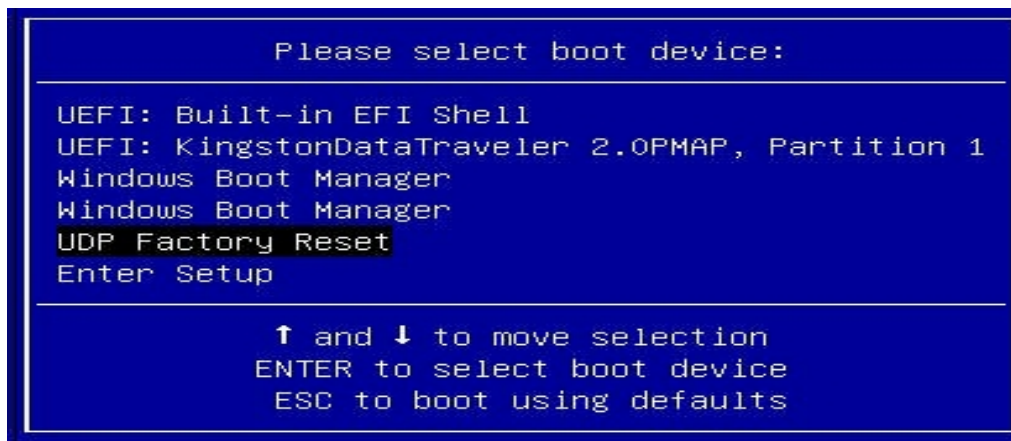 Please select boot device:
UEFI: Built-in EFI Shell
UEFI: KingstonDataTraveler 2.0PMAP, Partition 1
Windows Boot Manager
Windows Boot Manager
UDP Factory Reset
Enter Setup
↑ and ↓ to move selection
ENTER to select boot device
ESC to boot using defaults